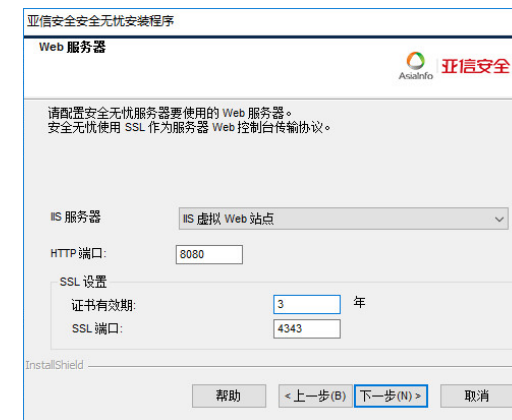 亚信安全安全无忧安装程序
Web 服务器
AsiaInfo 亚信安全
请配置安全无忧服务器要使用的 Web 服务器。
安全无忧使用 SSL 作为服务器 Web 控制台传输协议。
IIS 服务器 IIS 虚拟 Web 站点
HTTP 端口: 8080
SSL 设置
证书有效期: 3 年
SSL 端口: 4343
InstallShield
帮助 < 上一步(B) 下一步(N) > 取消